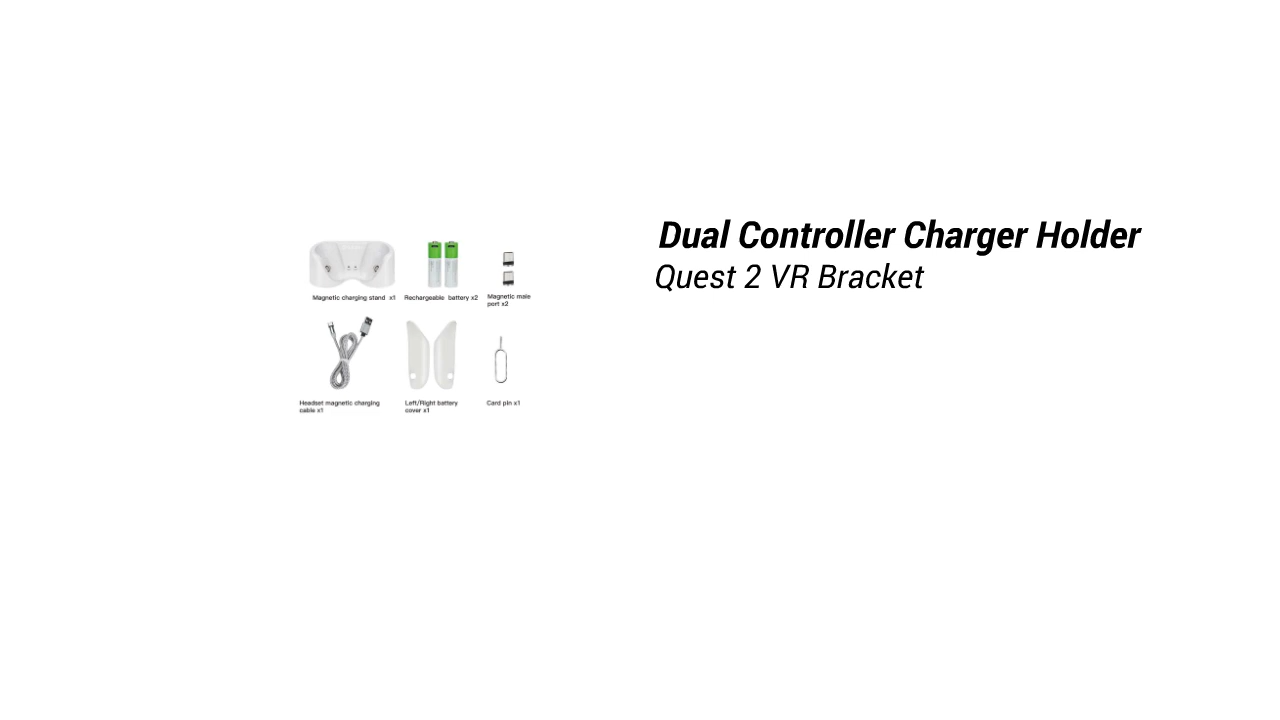 Dual Controller Charger Holder
Quest 2 VR Bracket
Magnetic charging stand x1
Rechargeable battery x2
Magnetic male
port x2
Headset magnetic charging
cable x1
Left/Right battery
cover x1
Card pin x1